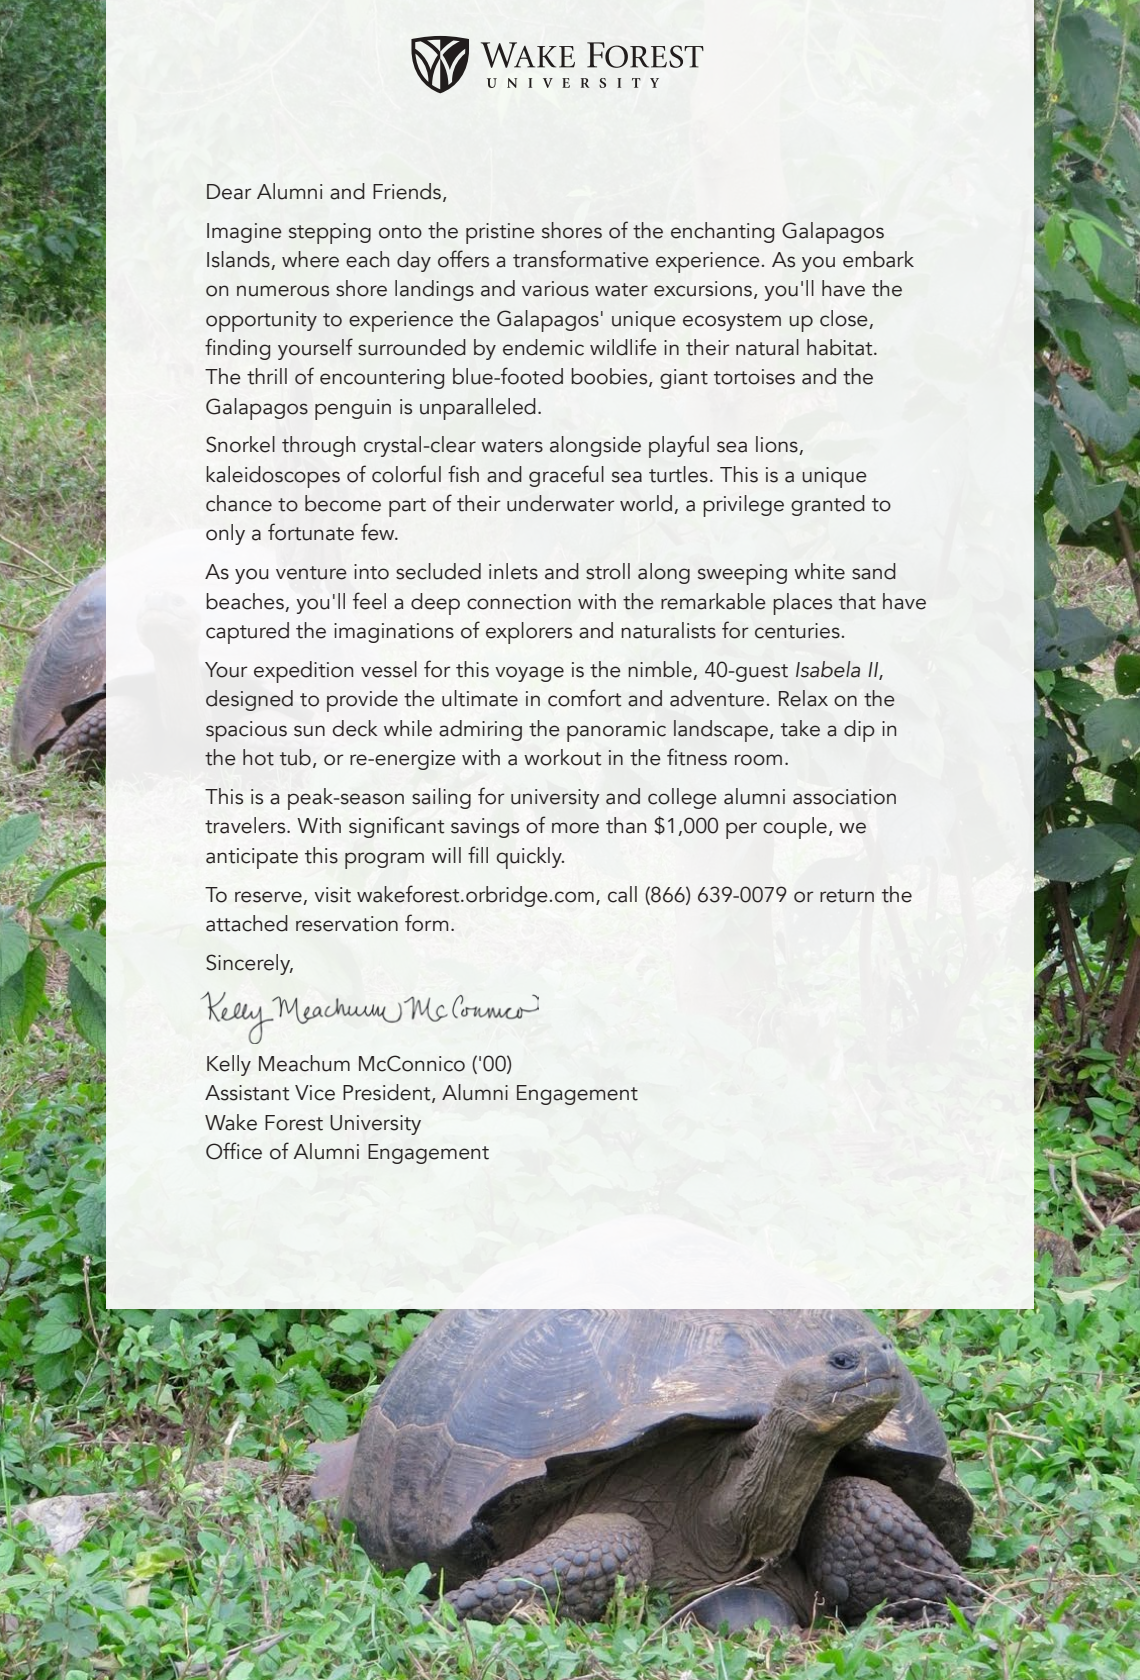 WAKE FOREST
UNIVERSITY
Dear Alumni and Friends,
Imagine stepping onto the pristine shores of the enchanting Galapagos
Islands, where each day offers a transformative experience. As you embark
on numerous shore landings and various water excursions, you'll have the
opportunity to experience the Galapagos' unique ecosystem up close,
finding yourself surrounded by endemic wildlife in their natural habitat.
The thrill of encountering blue-footed boobies, giant tortoises and the
Galapagos penguin is unparalleled.
Snorkel through crystal-clear waters alongside playful sea lions,
kaleidoscopes of colorful fish and graceful sea turtles. This is a unique
chance to become part of their underwater world, a privilege granted to
only a fortunate few.
As you venture into secluded inlets and stroll along sweeping white sand
beaches, you'll feel a deep connection with the remarkable places that have
captured the imaginations of explorers and naturalists for centuries.
Your expedition vessel for this voyage is the nimble, 40-guest Isabela II,
designed to provide the ultimate in comfort and adventure. Relax on the
spacious sun deck while admiring the panoramic landscape, take a dip in
the hot tub, or re-energize with a workout in the fitness room.
This is a peak-season sailing for university and college alumni association
travelers. With significant savings of more than $1,000 per couple, we
anticipate this program will fill quickly.
To reserve, visit wakeforest.orbridge.com, call (866) 639-0079 or return the
attached reservation form.
Sincerely,
Kelly Meachum McConnico
Kelly Meachum McConnico ('00)
Assistant Vice President, Alumni Engagement
Wake Forest University
Office of Alumni Engagement